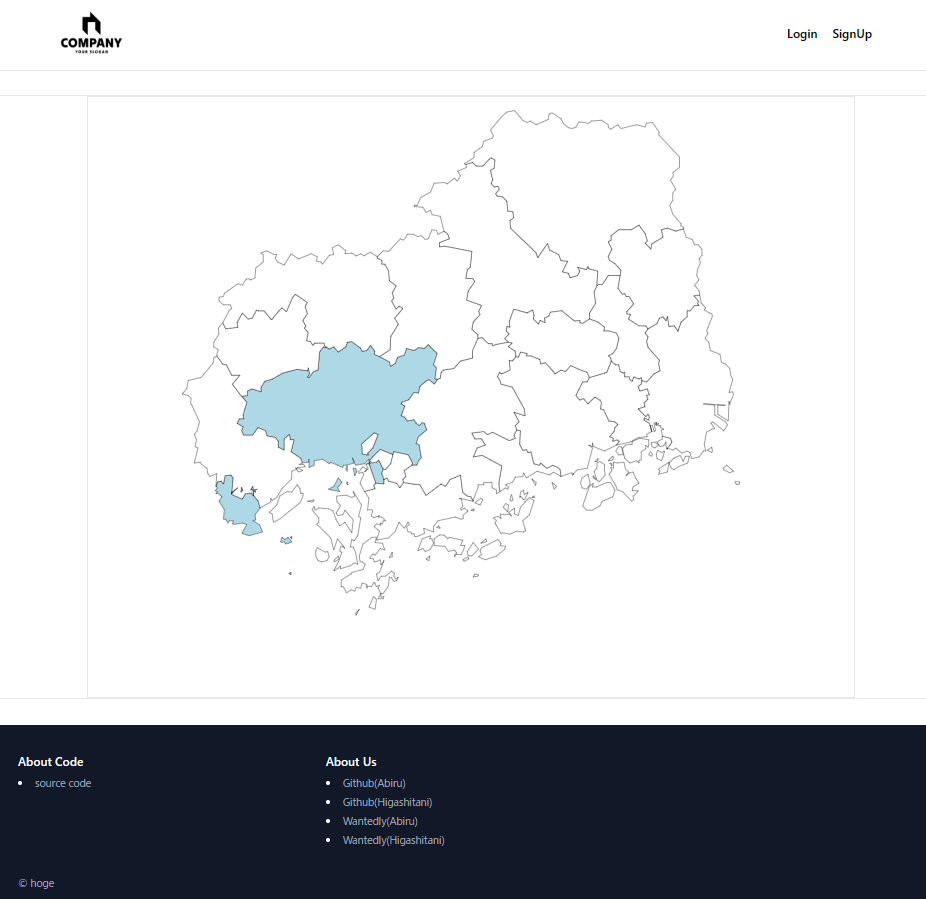 COMPANY
YOUR SLOGAN
Login
SignUp
About Code
source code
About Us
Github(Abiru)
Github(Higashitani)
Wantedly(Abiru)
Wantedly(Higashitani)
© hoge